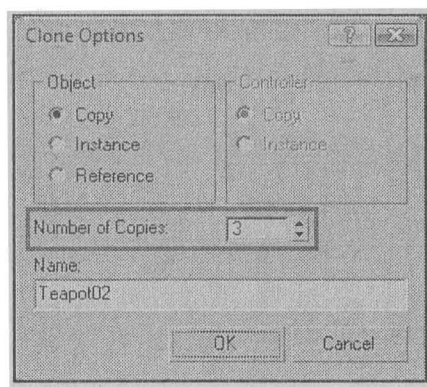 Clone Options
Object
Controller
Copy
Copy
Instance
Instance
Reference
Number of Copies: 3
Name:
Teapot02
OK Cancel